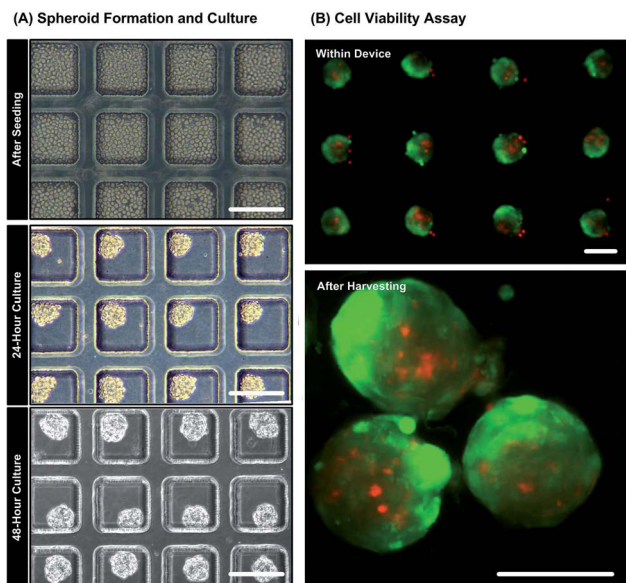 (A) Spheroid Formation and Culture
After Seeding
24-Hour Culture
48-Hour Culture
(B) Cell Viability Assay
Within Device
After Harvesting